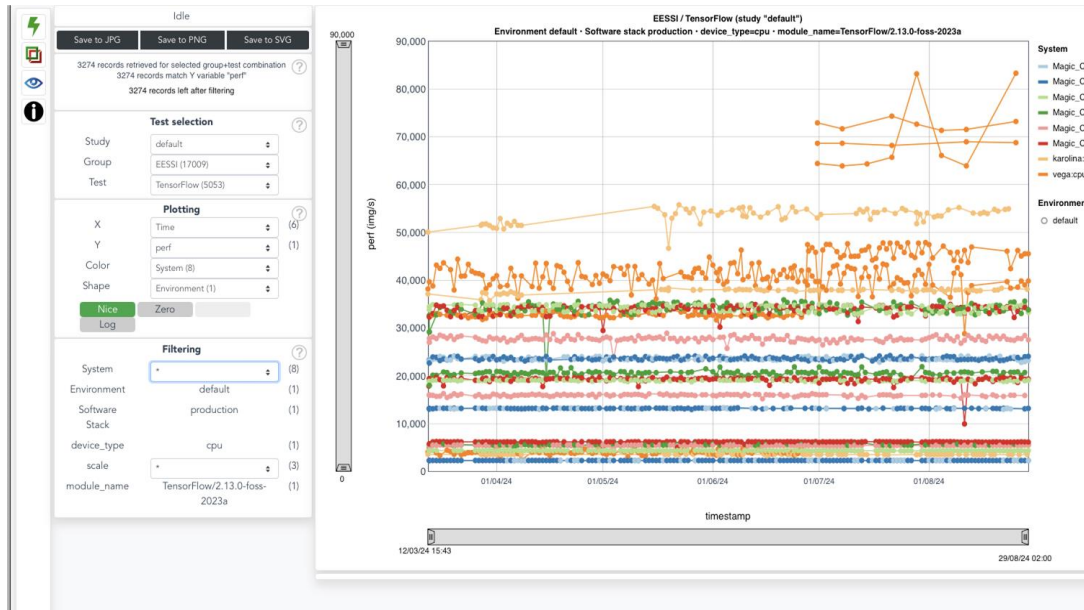 Idle
Save to JPG Save to PNG Save to SVG
3274 records retrieved for selected group+test combination
3274 records match Y variable "perf"
3274 records left after filtering
Test selection
Study default
Group EESSI (17009)
Test TensorFlow (5053)
Plotting
X Time (6)
Y perf (1)
Color System (8)
Shape Environment (1)
Nice Zero
Log
Filtering
System * (8)
Environment default (1)
Software production (1)
Stack
device_type cpu (1)
scale * (3)
module_name TensorFlow/2.13.0-foss- (1)
2023a
90,000
0
EESSI / TensorFlow (study "default")
Environment default · Software stack production · device_type=cpu · module_name=TensorFlow/2.13.0-foss-2023a
90,000
80,000
70,000
60,000
50,000
40,000
30,000
20,000
10,000
0
perf (img/s)
01/04/24 01/05/24 01/06/24 01/07/24 01/08/24
timestamp
12/03/24 15:43
29/08/24 02:00
System
Magic_C
Magic_C
Magic_C
Magic_C
Magic_C
Magic_C
karolina:
vega:cpu
Environmen
default